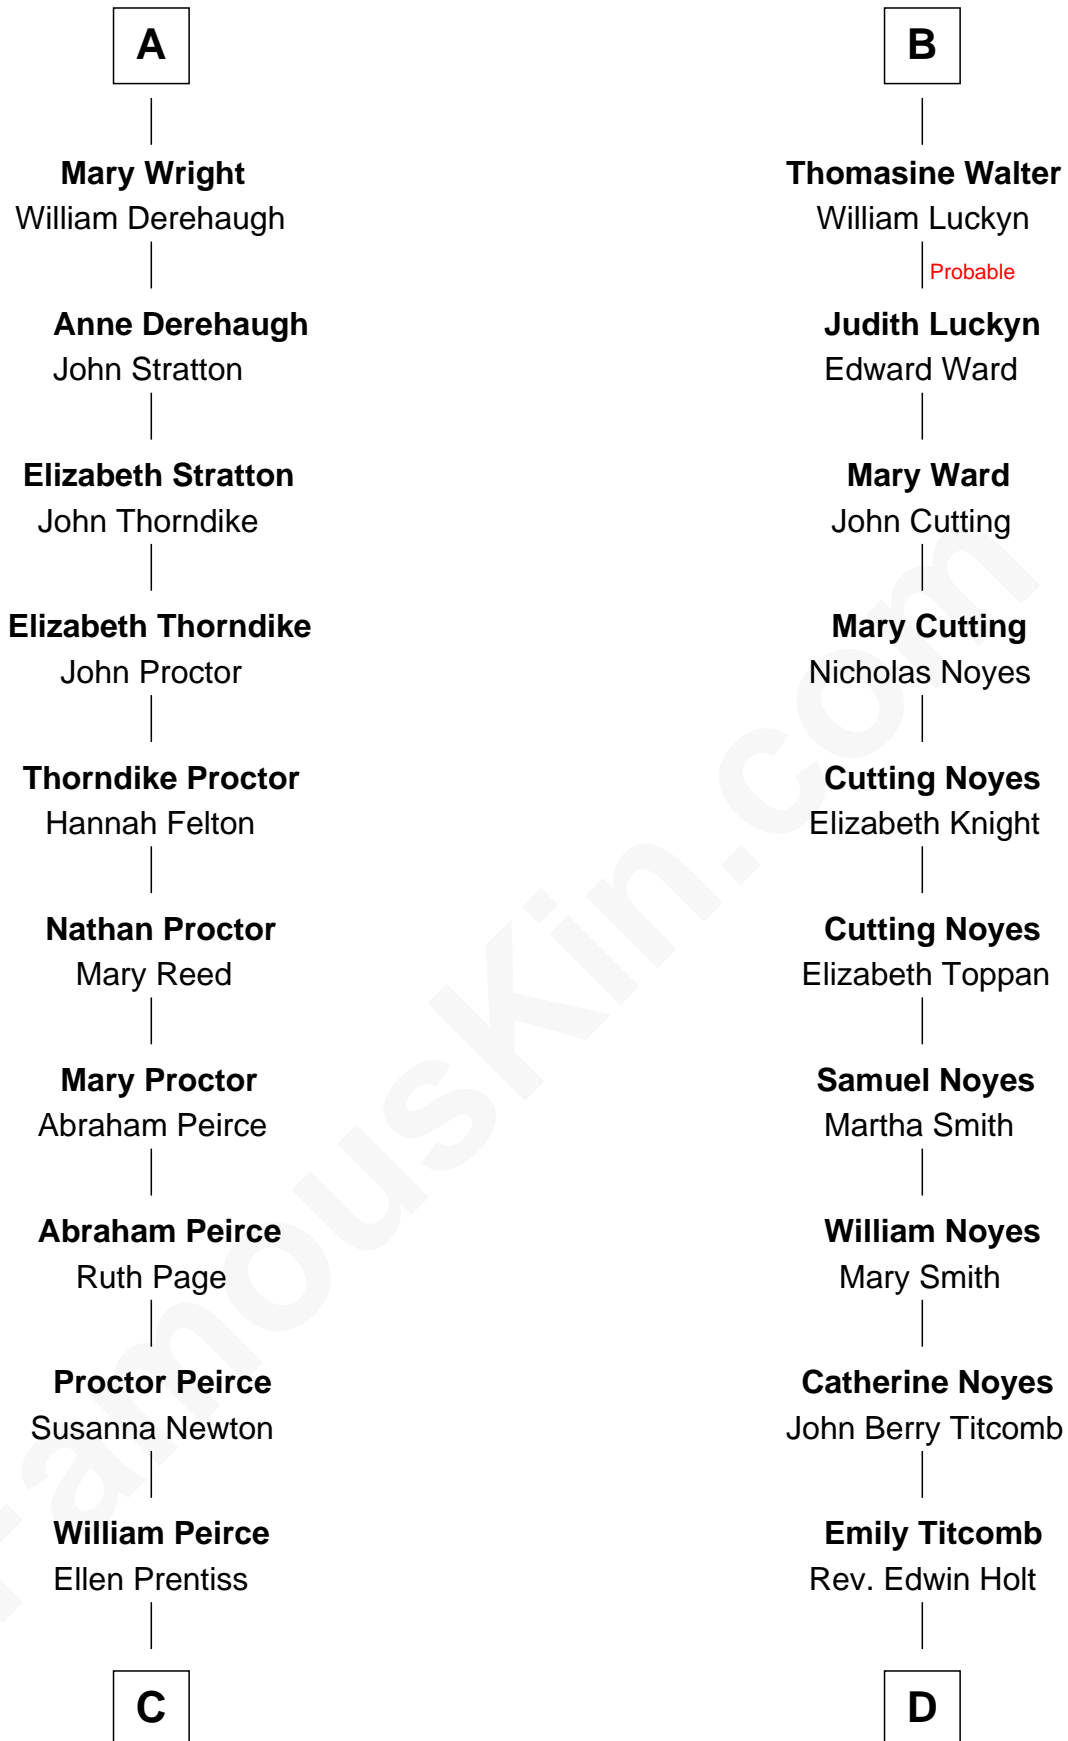 A
Mary Wright
William Derehaugh
Anne Derehaugh
John Stratton
Elizabeth Stratton
John Thorndike
Elizabeth Thorndike
John Proctor
Thorndike Proctor
Hannah Felton
Nathan Proctor
Mary Reed
Mary Proctor
Abraham Peirce
Abraham Peirce
Ruth Page
Proctor Peirce
Susanna Newton
William Peirce
Ellen Prentiss
C
B
Thomasine Walter
William Luckyn
Probable
Judith Luckyn
Edward Ward
Mary Ward
John Cutting
Mary Cutting
Nicholas Noyes
Cutting Noyes
Elizabeth Knight
Cutting Noyes
Elizabeth Toppan
Samuel Noyes
Martha Smith
William Noyes
Mary Smith
Catherine Noyes
John Berry Titcomb
Emily Titcomb
Rev. Edwin Holt
D
FamousKin.com